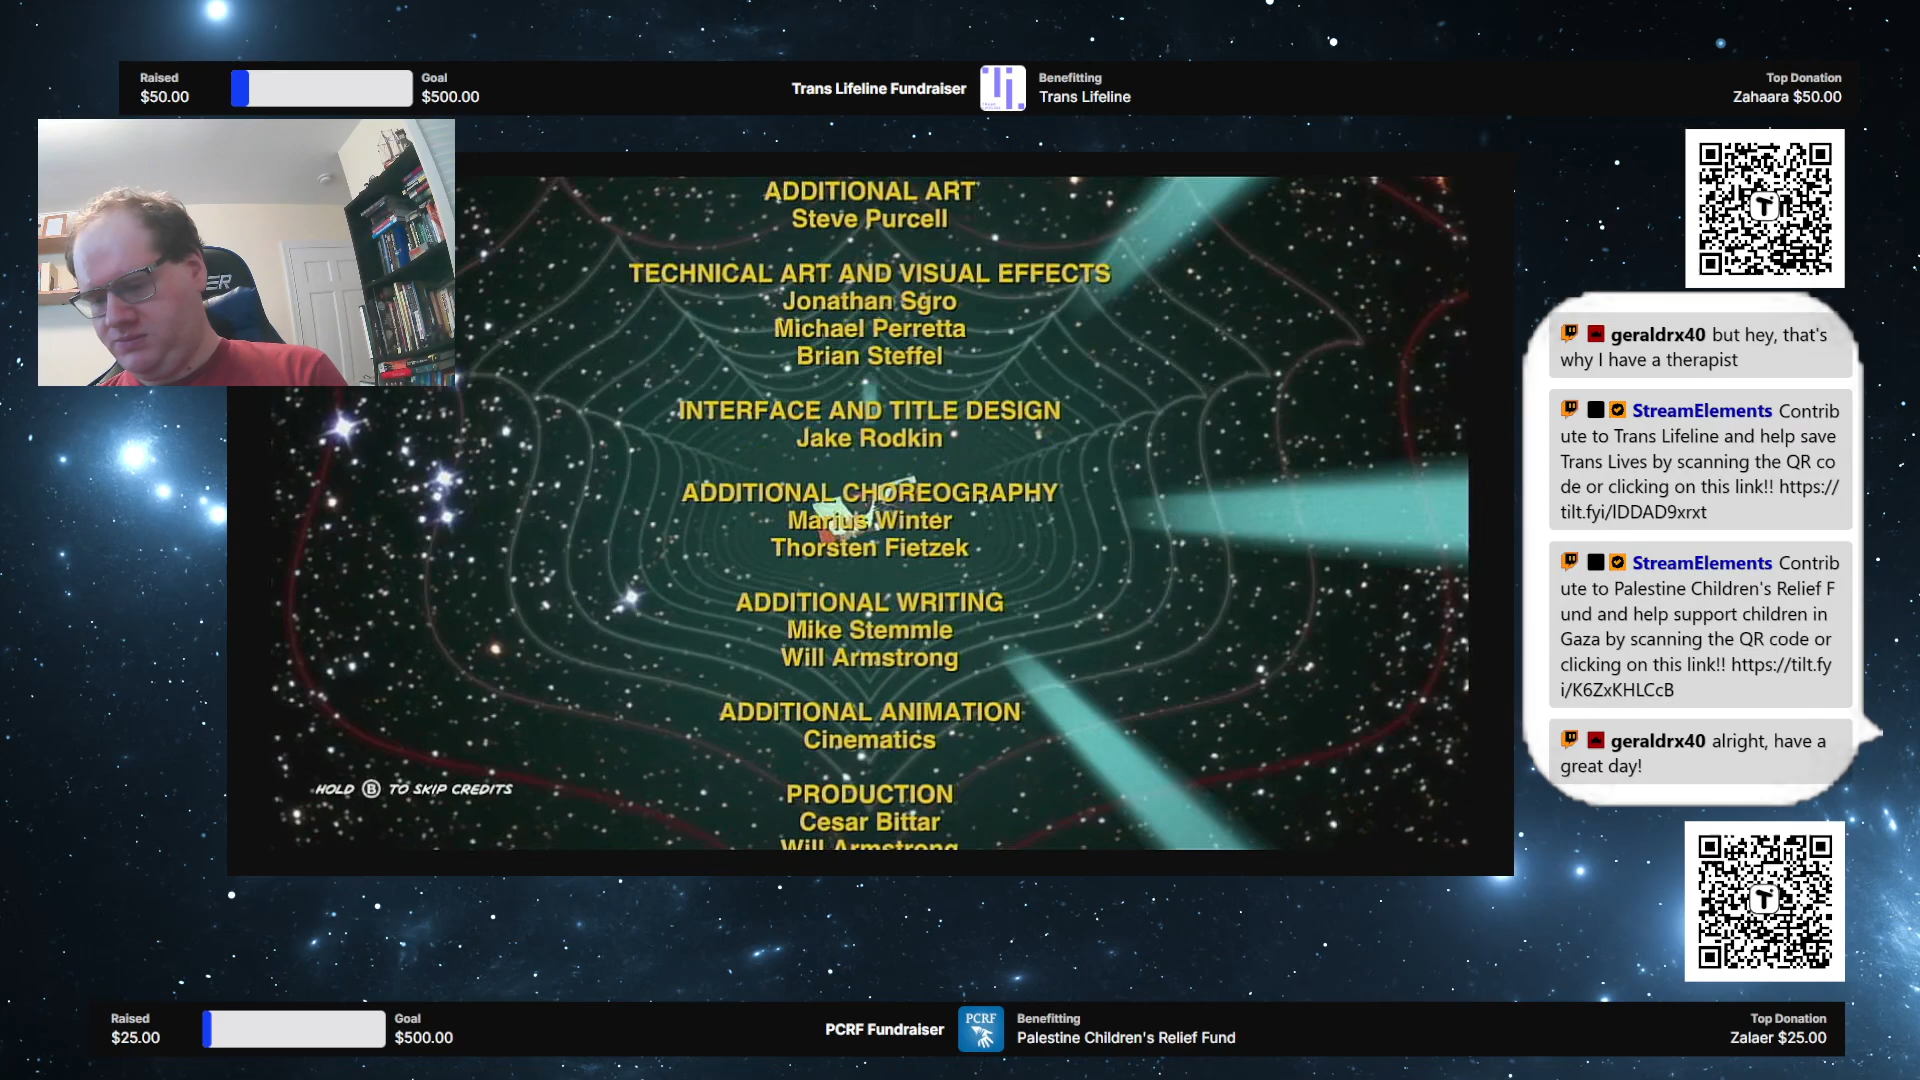 Raised
$50.00
Goal
$500.00
Trans Lifeline Fundraiser
Benefitting
Trans Lifeline
Top Donation
Zahaara $50.00
ADDITIONAL ART
Steve Purcell
TECHNICAL ART AND VISUAL EFFECTS
Jonathan Sgro
Michael Perretta
Brian Steffel
INTERFACE AND TITLE DESIGN
Jake Rodkin
ADDITIONAL CHOREOGRAPHY
Marius Winter
Thorsten Fietzek
ADDITIONAL WRITING
Mike Stemmle
Will Armstrong
ADDITIONAL ANIMATION
Cinematics
PRODUCTION
Cesar Bittar
Will Armstrong
HOLD B TO SKIP CREDITS
geraldrx40 but hey, that's
why I have a therapist
StreamElements Contrib
ute to Trans Lifeline and help save
Trans Lives by scanning the QR co
de or clicking on this link!! https://
tilt.fyi/lDDAD9xrxt
StreamElements Contrib
ute to Palestine Children's Relief F
und and help support children in
Gaza by scanning the QR code or
clicking on this link!! https://tilt.fy
i/K6ZxKHLCcB
geraldrx40 alright, have a
great day!
Raised
$25.00
Goal
$500.00
PCRF Fundraiser
PCRF
Benefitting
Palestine Children's Relief Fund
Top Donation
Zalaer $25.00